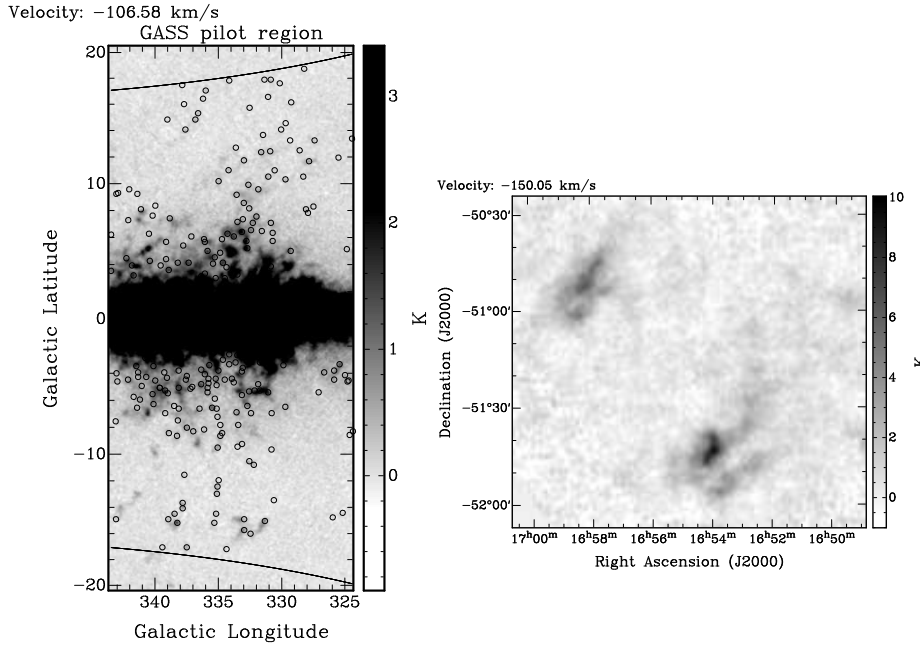 Velocity: −106.58 km/s
GASS pilot region
20
10
0
−10
−20
340
335
330
325
Galactic Longitude
Galactic Latitude
3
2
1
0
K
Velocity: −150.05 km/s
−50°30′
−51°00′
−51°30′
−52°00′
17ʰ00ᵐ 16ʰ58ᵐ 16ʰ56ᵐ 16ʰ54ᵐ 16ʰ52ᵐ 16ʰ50ᵐ
Right Ascension (J2000)
Declination (J2000)
10
8
6
4
2
0
K